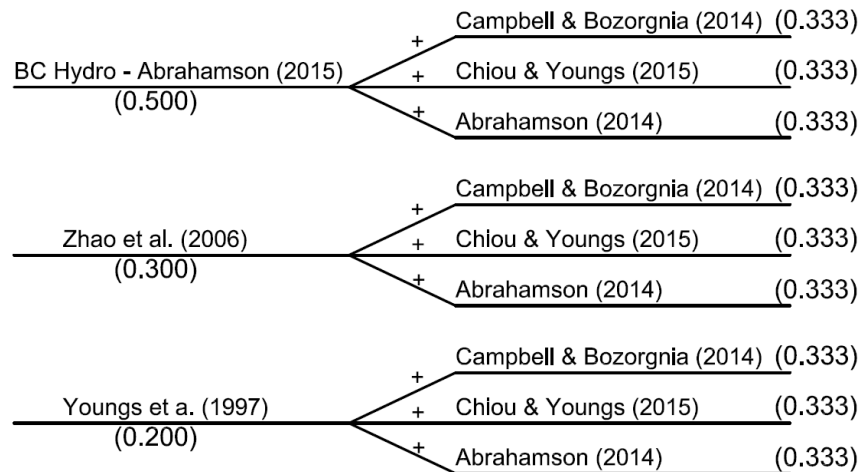 Campbell & Bozorgnia (2014) (0.333)
+
BC Hydro - Abrahamson (2015) + Chiou & Youngs (2015) (0.333)
(0.500)
+ Abrahamson (2014) (0.333)
Campbell & Bozorgnia (2014) (0.333)
+
Zhao et al. (2006) + Chiou & Youngs (2015) (0.333)
(0.300)
+ Abrahamson (2014) (0.333)
Campbell & Bozorgnia (2014) (0.333)
+
Youngs et a. (1997) + Chiou & Youngs (2015) (0.333)
(0.200)
+ Abrahamson (2014) (0.333)